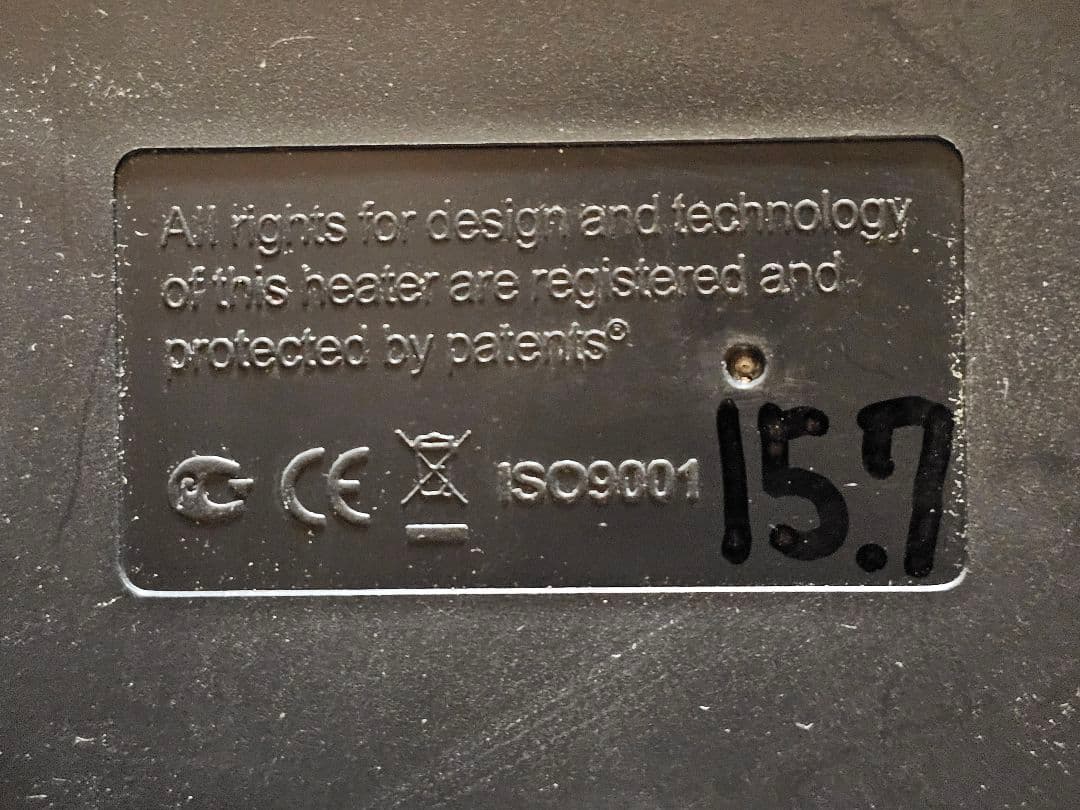 All rights for design and technology
of this heater are registered and
protected by patents®
CE ISO9001 15.7